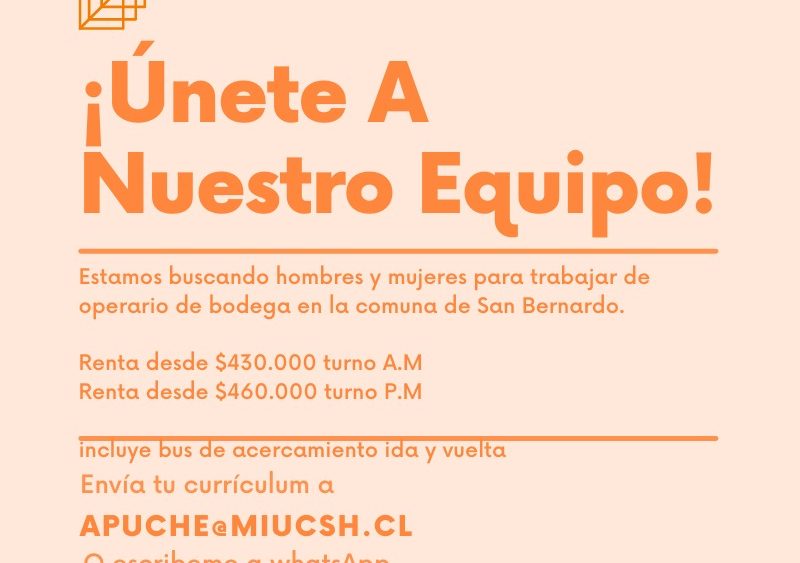 ¡Únete A
Nuestro Equipo!
Estamos buscando hombres y mujeres para trabajar de
operario de bodega en la comuna de San Bernardo.
Renta desde $430.000 turno A.M
Renta desde $460.000 turno P.M
incluye bus de acercamiento ida y vuelta
Envía tu currículum a
APUCHE@MIUCSH.CL
O escribeme a whatsApp